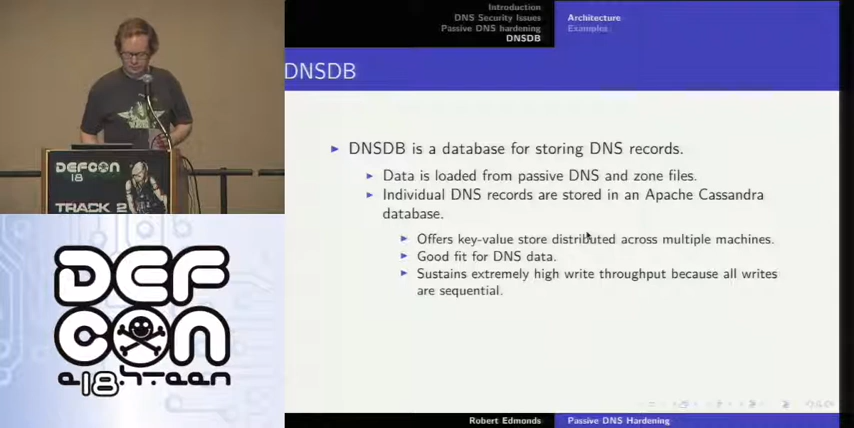 Introduction
DNS Security Issues
Passive DNS hardening
DNSDB
Architecture
Examples
DNSDB
DNSDB is a database for storing DNS records.
Data is loaded from passive DNS and zone files.
Individual DNS records are stored in an Apache Cassandra
database.
Offers key-value store distributed across multiple machines.
Good fit for DNS data.
Sustains extremely high write throughput because all writes
are sequential.
Robert Edmonds
Passive DNS Hardening
DEFCON
18
TRACK 2
DEF
CON